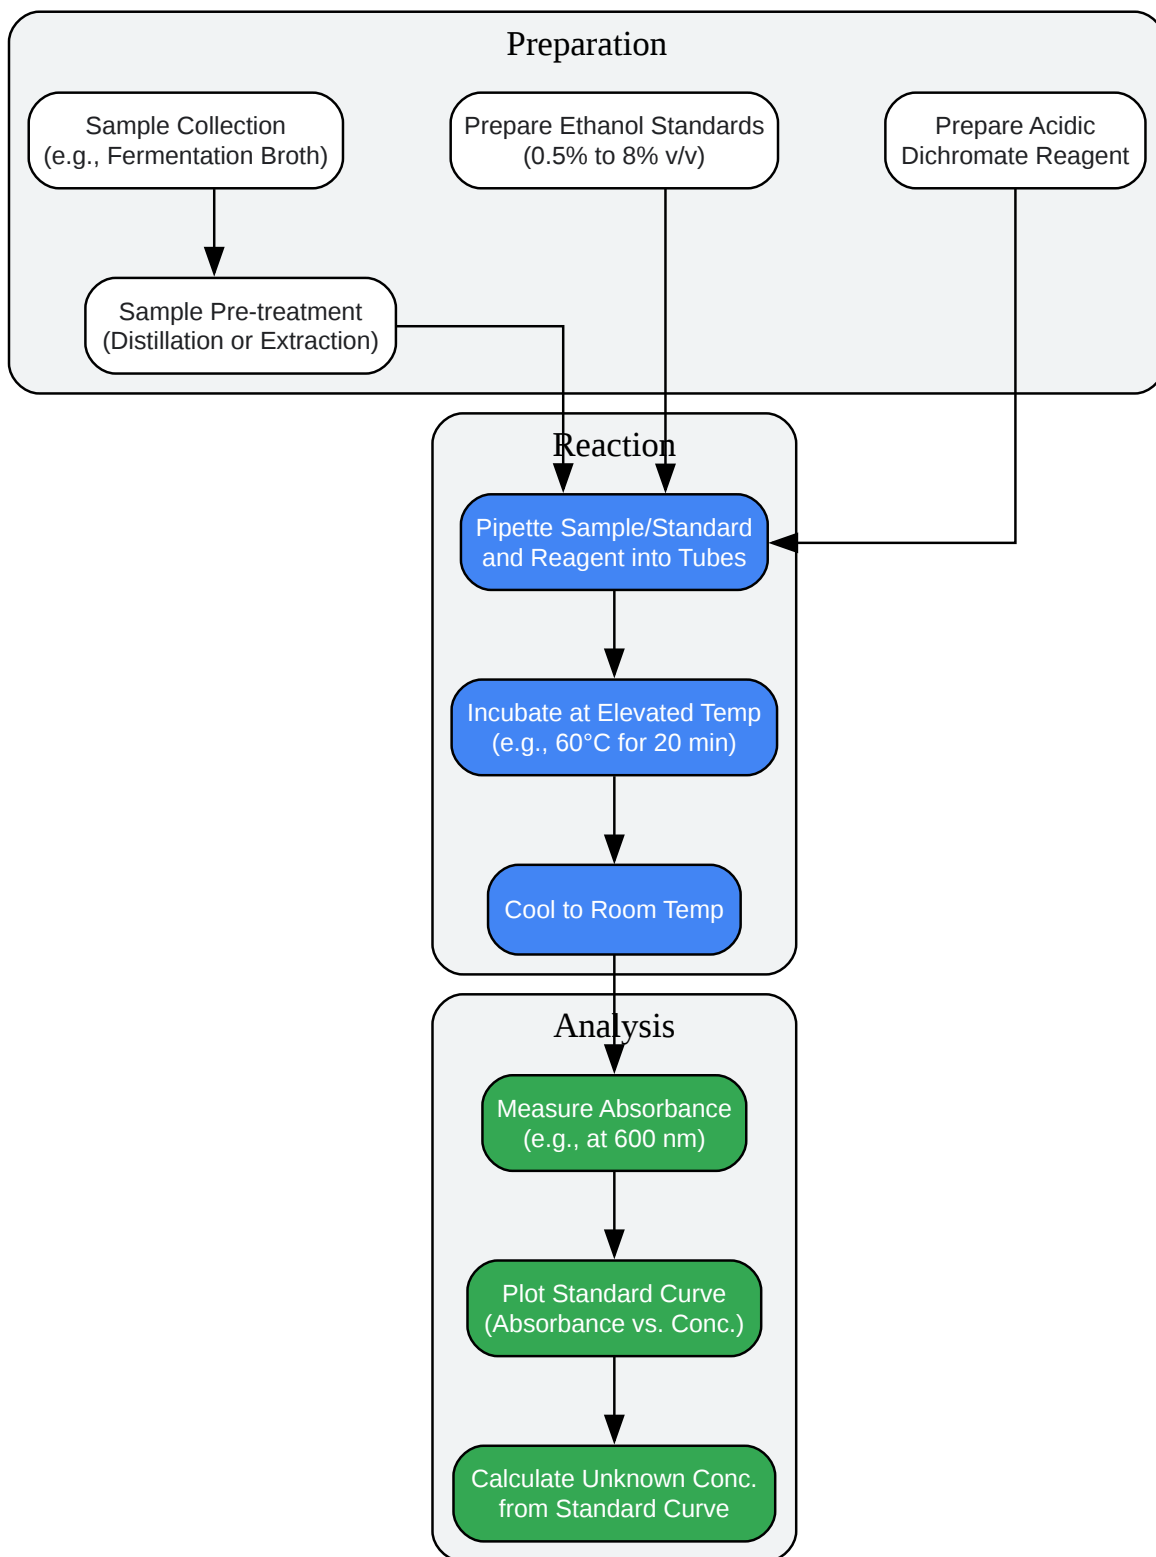 Preparation
Sample Collection
(e.g., Fermentation Broth)
Prepare Ethanol Standards
(0.5% to 8% v/v)
Prepare Acidic
Dichromate Reagent
Sample Pre-treatment
(Distillation or Extraction)
Reaction
Pipette Sample/Standard
and Reagent into Tubes
Incubate at Elevated Temp
(e.g., 60°C for 20 min)
Cool to Room Temp
Analysis
Measure Absorbance
(e.g., at 600 nm)
Plot Standard Curve
(Absorbance vs. Conc.)
Calculate Unknown Conc.
from Standard Curve